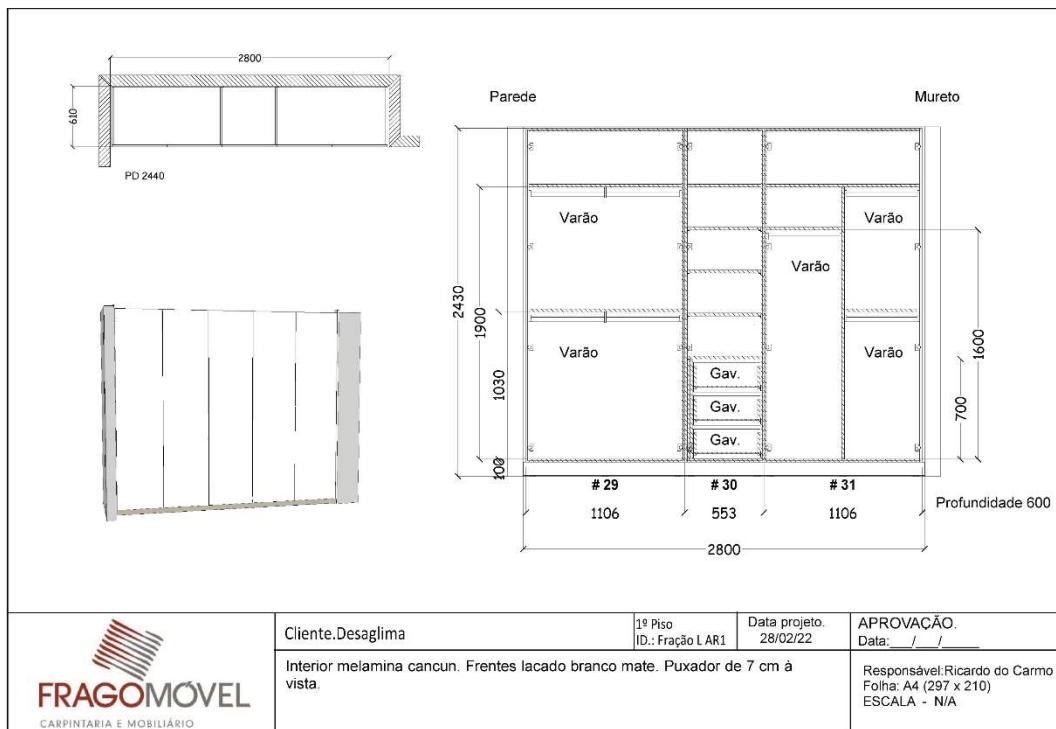 2800
610
PD 2440
Parede
Mureto
Varão
Varão
Varão
Varão
Varão
2430
1900
1030
100
1600
700
Gav.
Gav.
Gav.
# 29
# 30
# 31
1106
553
1106
Profundidade 600
2800
FRAGOMÓVEL
CARPINTARIA E MOBILIÁRIO
Cliente.Desaglima
1º Piso
ID.: Fração L AR1
Data projeto.
28/02/22
APROVAÇÃO.
Data:___/___/_____
Interior melamina cancun. Frentes lacado branco mate. Puxador de 7 cm à
vista.
Responsável:Ricardo do Carmo
Folha: A4 (297 x 210)
ESCALA - N/A